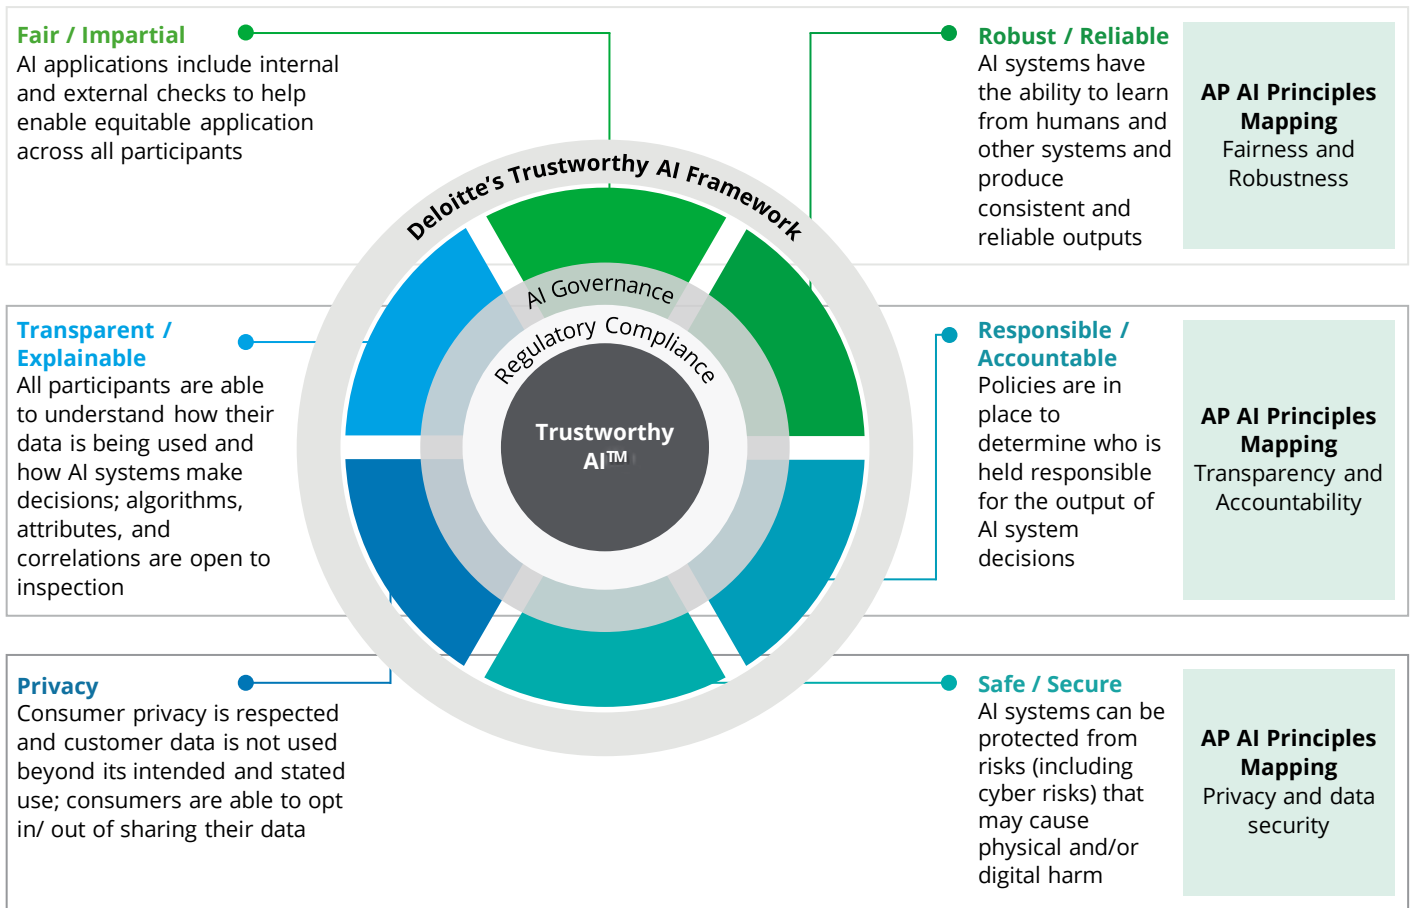 Fair / Impartial
AI applications include internal
and external checks to help
enable equitable application
across all participants
Robust / Reliable
AI systems have
the ability to learn
from humans and
other systems and
produce
consistent and
reliable outputs
AP AI Principles
Mapping
Fairness and
Robustness
Deloitte’s Trustworthy AI Framework
AI Governance
Regulatory Compliance
Trustworthy
AI™
Transparent /
Explainable
All participants are able
to understand how their
data is being used and
how AI systems make
decisions; algorithms,
attributes, and
correlations are open to
inspection
Responsible /
Accountable
Policies are in
place to
determine who is
held responsible
for the output of
AI system
decisions
AP AI Principles
Mapping
Transparency and
Accountability
Privacy
Consumer privacy is respected
and customer data is not used
beyond its intended and stated
use; consumers are able to opt
in/ out of sharing their data
Safe / Secure
AI systems can be
protected from
risks (including
cyber risks) that
may cause
physical and/or
digital harm
AP AI Principles
Mapping
Privacy and data
security